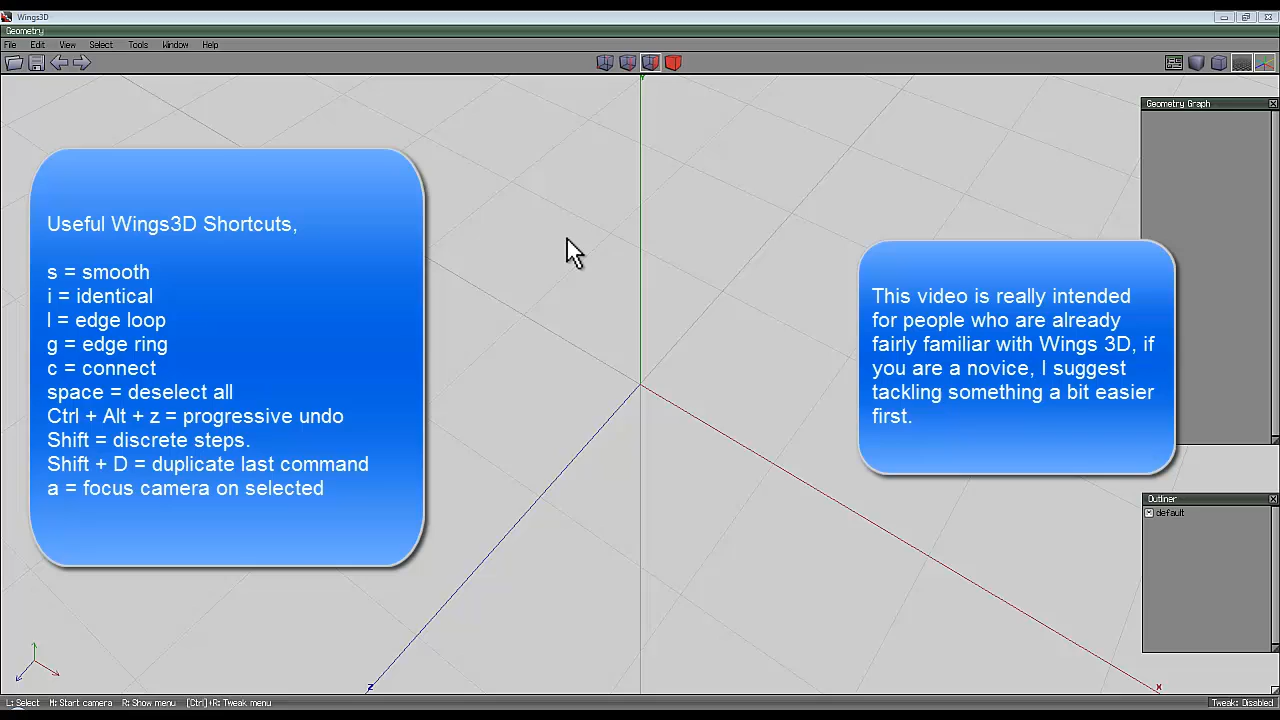 Wings3D
Geometry
File Edit View Select Tools Window Help
Geometry Graph
Useful Wings3D Shortcuts,
s = smooth
i = identical
l = edge loop
g = edge ring
c = connect
space = deselect all
Ctrl + Alt + z = progressive undo
Shift = discrete steps.
Shift + D = duplicate last command
a = focus camera on selected
This video is really intended
for people who are already
fairly familiar with Wings 3D, if
you are a novice, I suggest
tackling something a bit easier
first.
Outliner
default
Y
Z
X
L: Select M: Start camera R: Show menu [Ctrl]+R: Tweak menu
Tweak: Disabled